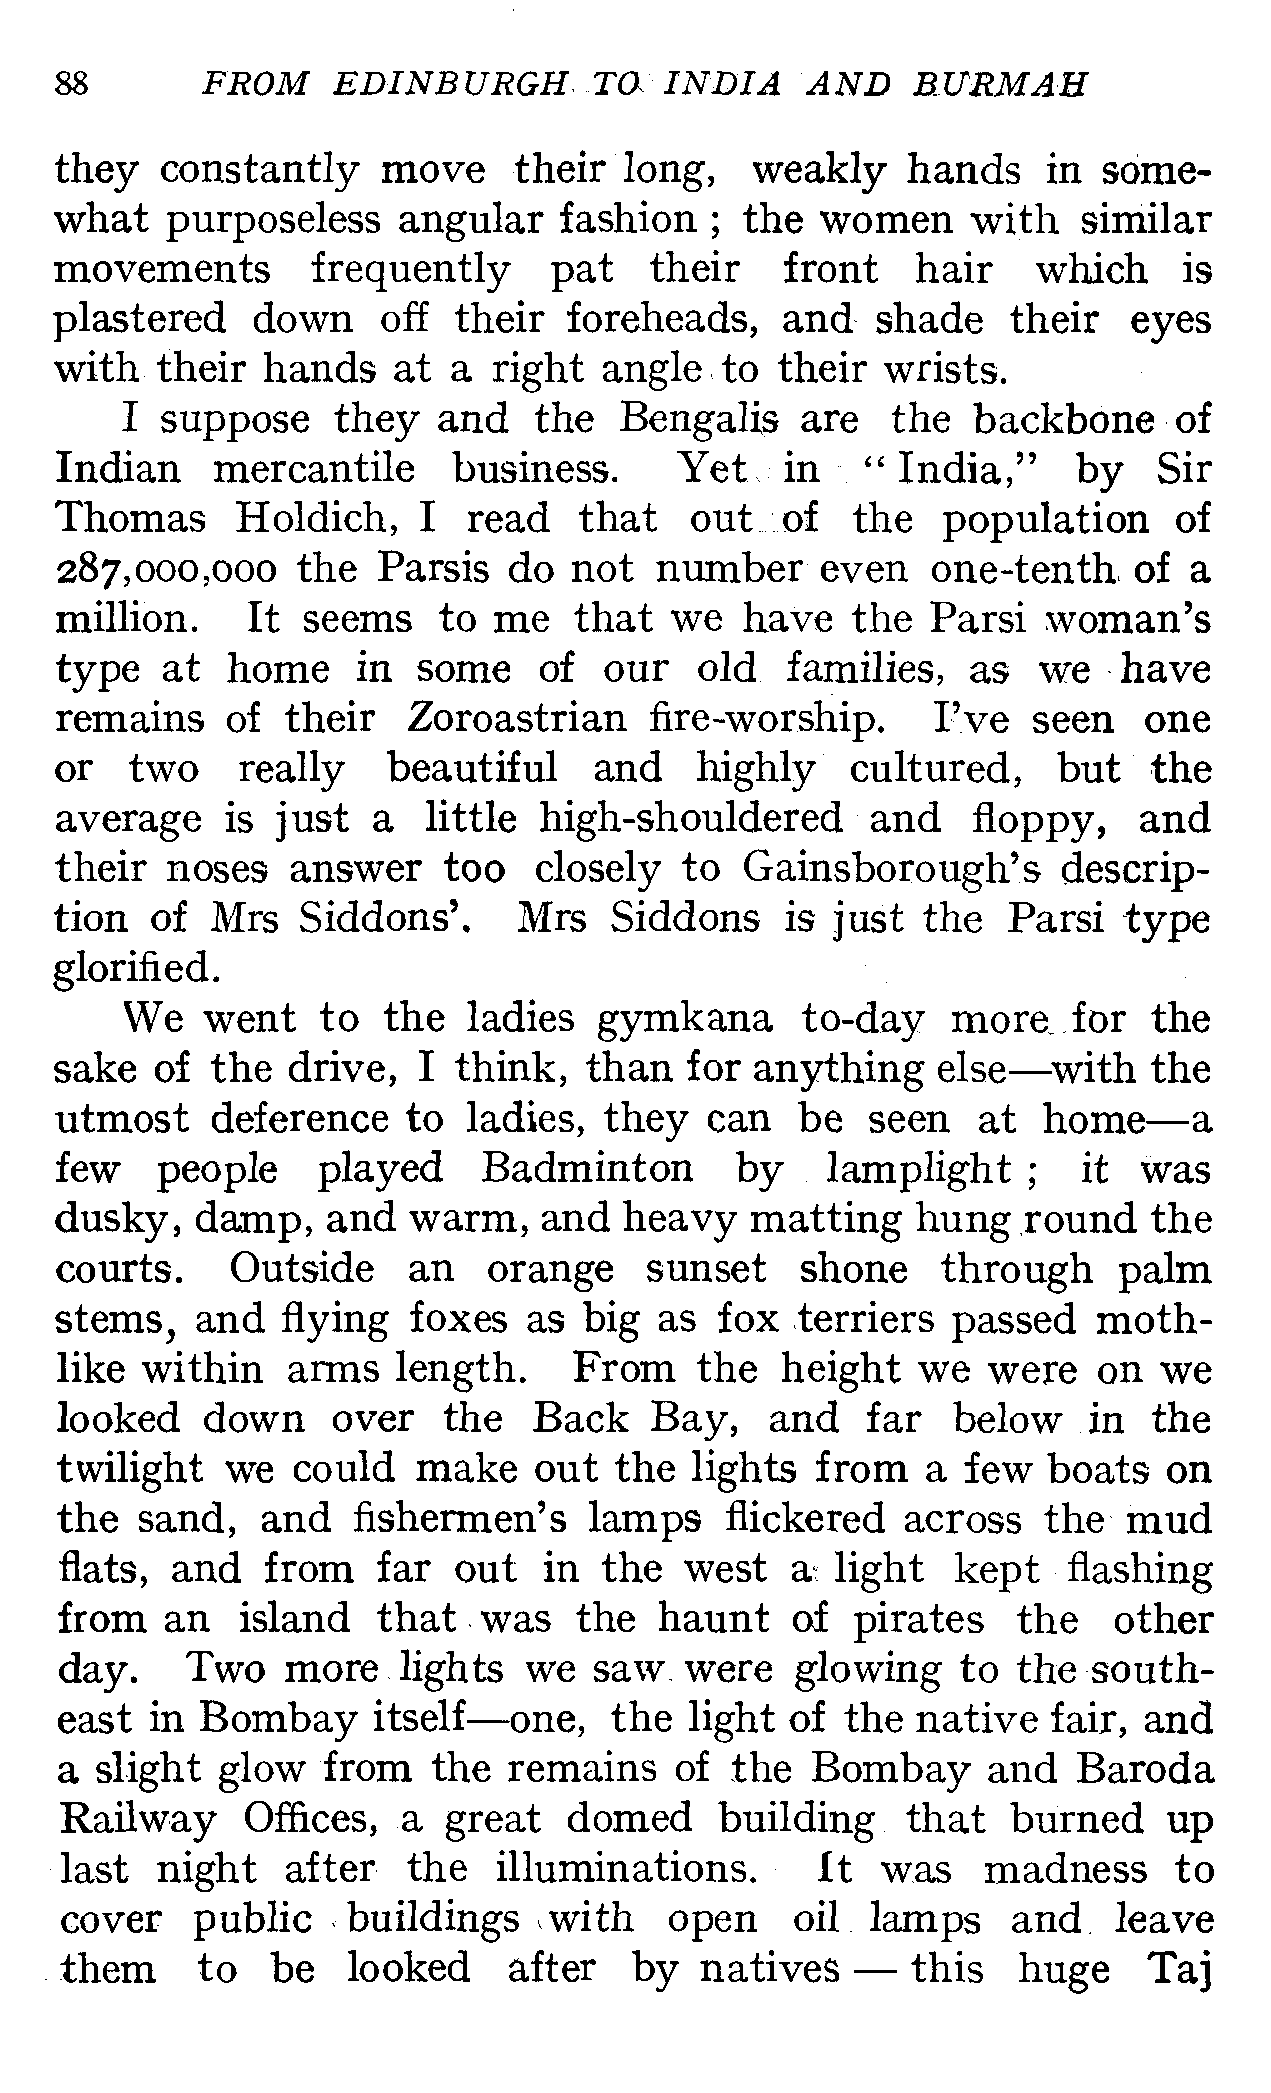 88 FROM EDINBURGH TO INDIA AND BURMAH
they constantly move their long, weakly hands in some-
what purposeless angular fashion ; the women with similar
movements frequently pat their front hair which is
plastered down off their foreheads, and shade their eyes
with their hands at a right angle to their wrists.
I suppose they and the Bengalis are the backbone of
Indian mercantile business. Yet in “ India,” by Sir
Thomas Holdich, I read that out of the population of
287,000,000 the Parsis do not number even one-tenth of a
million. It seems to me that we have the Parsi woman's
type at home in some of our old families, as we have
remains of their Zoroastrian fire-worship. I've seen one
or two really beautiful and highly cultured, but the
average is just a little high-shouldered and floppy, and
their noses answer too closely to Gainsborough's descrip-
tion of Mrs Siddons'. Mrs Siddons is just the Parsi type
glorified.
We went to the ladies gymkana to-day more for the
sake of the drive, I think, than for anything else—with the
utmost deference to ladies, they can be seen at home—a
few people played Badminton by lamplight ; it was
dusky, damp, and warm, and heavy matting hung round the
courts. Outside an orange sunset shone through palm
stems, and flying foxes as big as fox terriers passed moth-
like within arms length. From the height we were on we
looked down over the Back Bay, and far below in the
twilight we could make out the lights from a few boats on
the sand, and fishermen's lamps flickered across the mud
flats, and from far out in the west a light kept flashing
from an island that was the haunt of pirates the other
day. Two more lights we saw were glowing to the south-
east in Bombay itself—one, the light of the native fair, and
a slight glow from the remains of the Bombay and Baroda
Railway Offices, a great domed building that burned up
last night after the illuminations. It was madness to
cover public buildings with open oil lamps and leave
them to be looked after by natives — this huge Taj